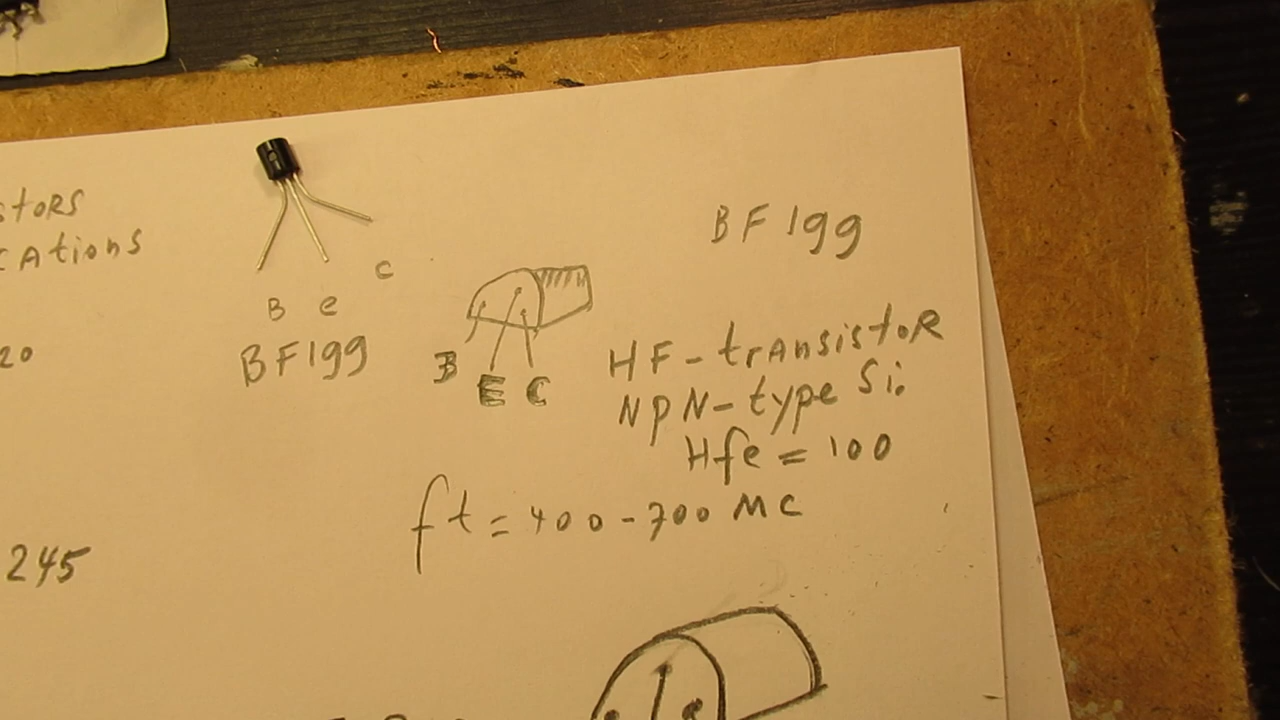 stors
cAtions
20
245
B e c
BF199
B E C
BF199
HF-trAnsistoR
NPN-type Si.
Hfe = 100
ft = 400-700 MC